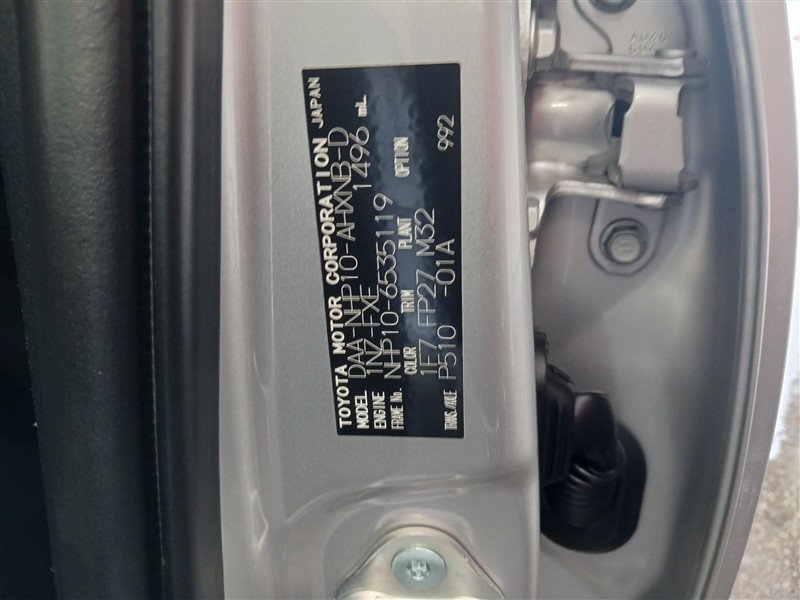 TOYOTA MOTOR CORPORATION JAPAN
MODEL DAA-NHP10-AHXNB-D
ENGINE 1NZ-FXE 1496 mL
FRAME No. NHP10-6535119
COLOR TRIM PLANT OPTION
1F7 FP27 M32
TRANS/AXLE P510 -01A 992